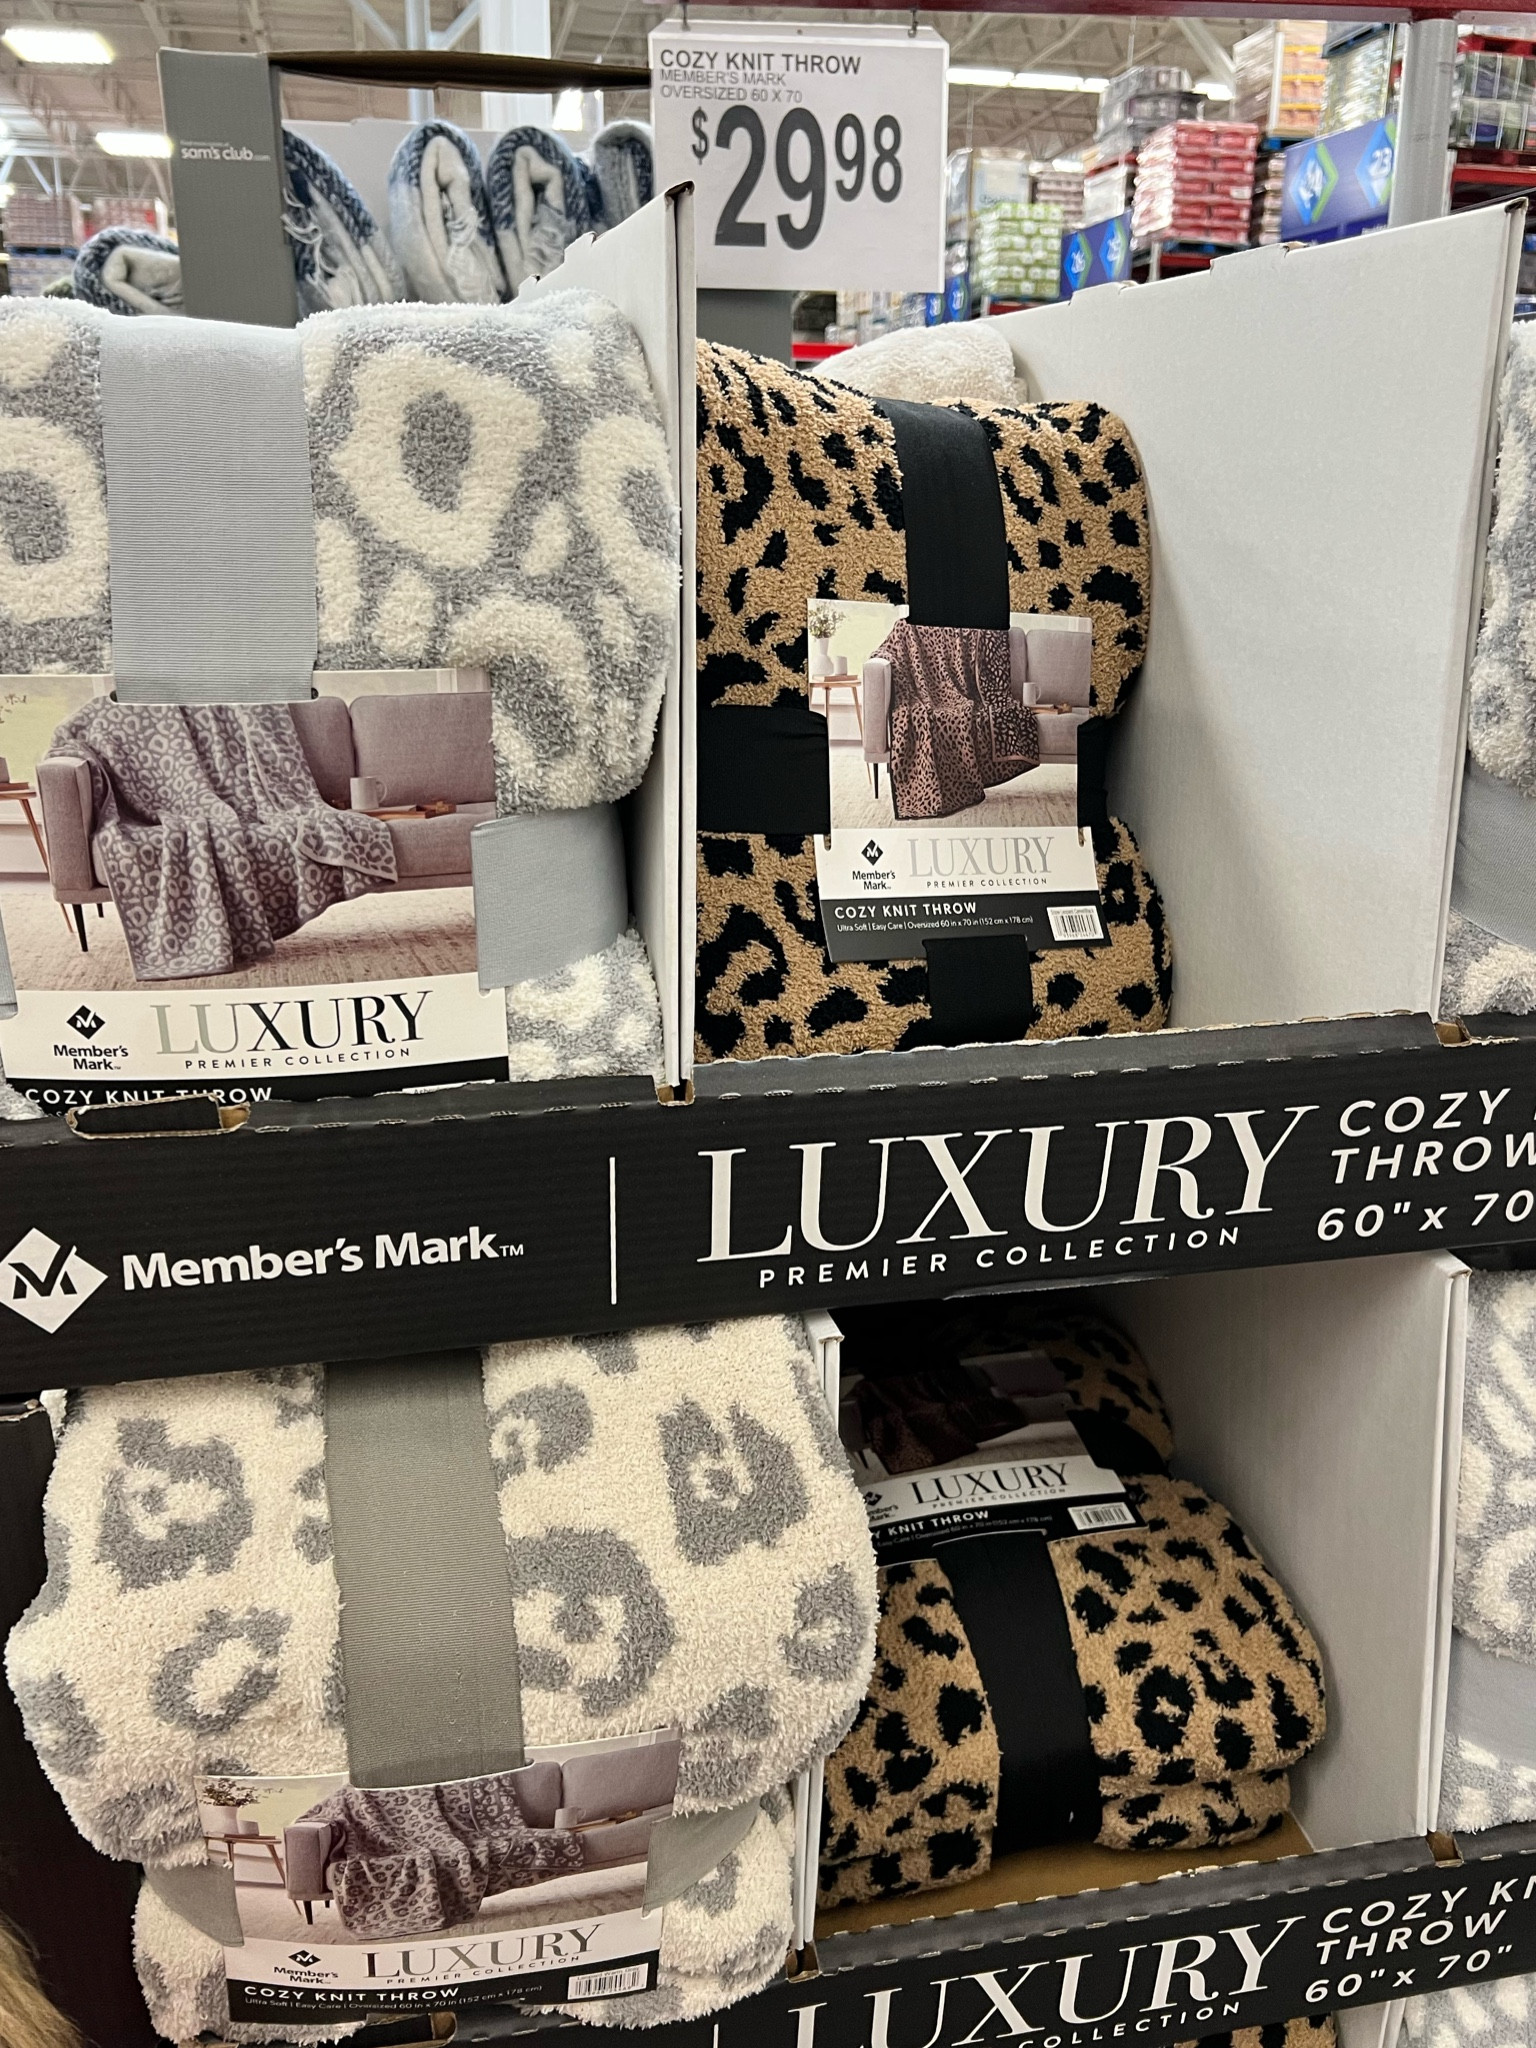 COZY KNIT THROW
MEMBER'S MARK
OVERSIZED 60 X 70
$29 98
sam's club
Member's
Mark
LUXURY
PREMIER COLLECTION
COZY KNIT THROW
Ultra Soft | Easy Care | Oversized 60 in x 70 in (152 cm x 178 cm)
Member's
Mark
LUXURY
PREMIER COLLECTION
COZY KNIT THROW
Member's Mark™
LUXURY
PREMIER COLLECTION
COZY
THROW
60" x 70
LUXURY
PREMIER COLLECTION
KNIT THROW
Member's
Mark
LUXURY
PREMIER COLLECTION
COZY KNIT THROW
Ultra Soft | Easy Care | Oversized 60 in x 70 in (152 cm x 178 cm)
LUXURY
COLLECTION
COZY KN
THROW
60" x 70"